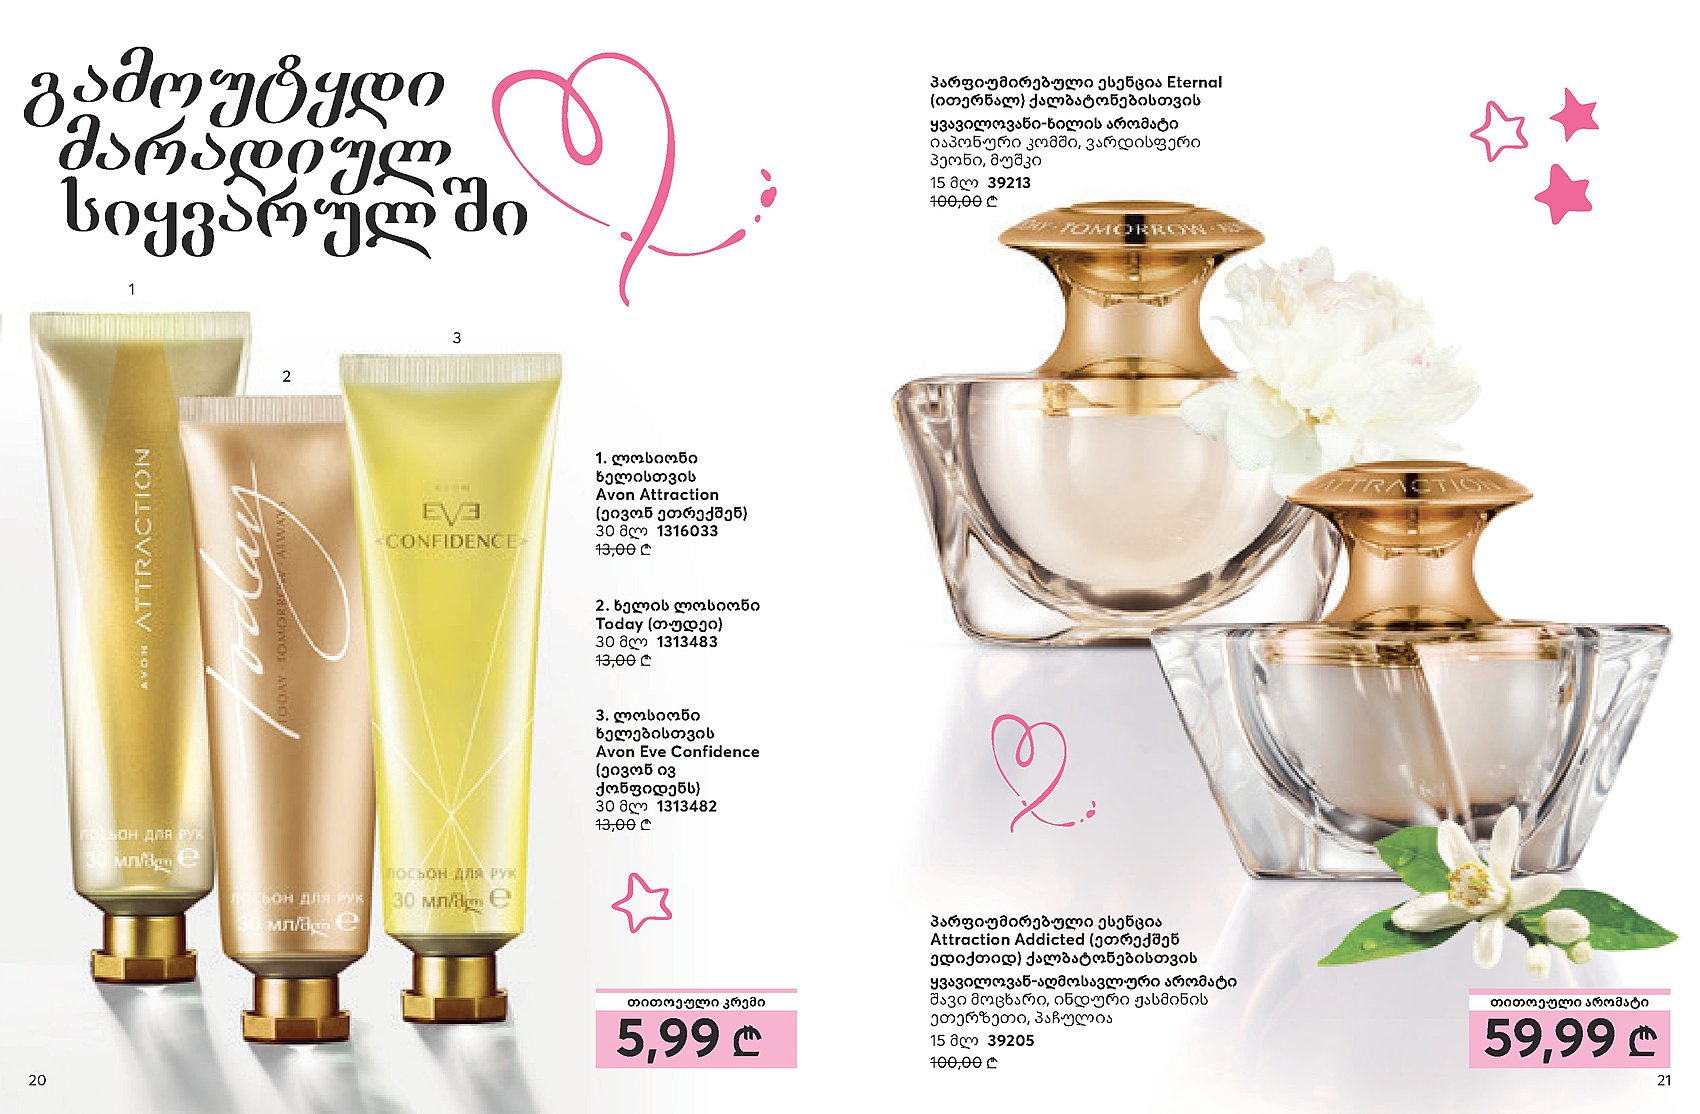 გამოუტყდი
მარადიულ
სიყვარულში
1
2
3
AVON ATTRACTION
ЛОСЬОН ДЛЯ РУК
30 мл/მლ ℮
today
TODAY · TOMORROW · ALWAYS
ЛОСЬОН ДЛЯ РУК
30 мл/მლ ℮
AVON
EVE
<CONFIDENCE>
ЛОСЬОН ДЛЯ РУК
30 мл/მლ ℮
1. ლოსიონი
ხელისთვის
Avon Attraction
(ეივონ ეთრექშენ)
30 მლ 1316033
13,00 ₾
2. ხელის ლოსიონი
Today (თუდეი)
30 მლ 1313483
13,00 ₾
3. ლოსიონი
ხელებისთვის
Avon Eve Confidence
(ეივონ ივ
ქონფიდენს)
30 მლ 1313482
13,00 ₾
თითოეული კრემი
5,99 ₾
20
პარფიუმირებული ესენცია Eternal
(ითერნალ) ქალბატონებისთვის
ყვავილოვანი-ხილის არომატი
იაპონური კომში, ვარდისფერი
პეონი, მუშკი
15 მლ 39213
100,00 ₾
TOMORROW
ATTRACTION
პარფიუმირებული ესენცია
Attraction Addicted (ეთრექშენ
ედიქთიდ) ქალბატონებისთვის
ყვავილოვან-აღმოსავლური არომატი
შავი მოცხარი, ინდური ჟასმინის
ეთერზეთი, პაჩულია
15 მლ 39205
100,00 ₾
თითოეული არომატი
59,99 ₾
21